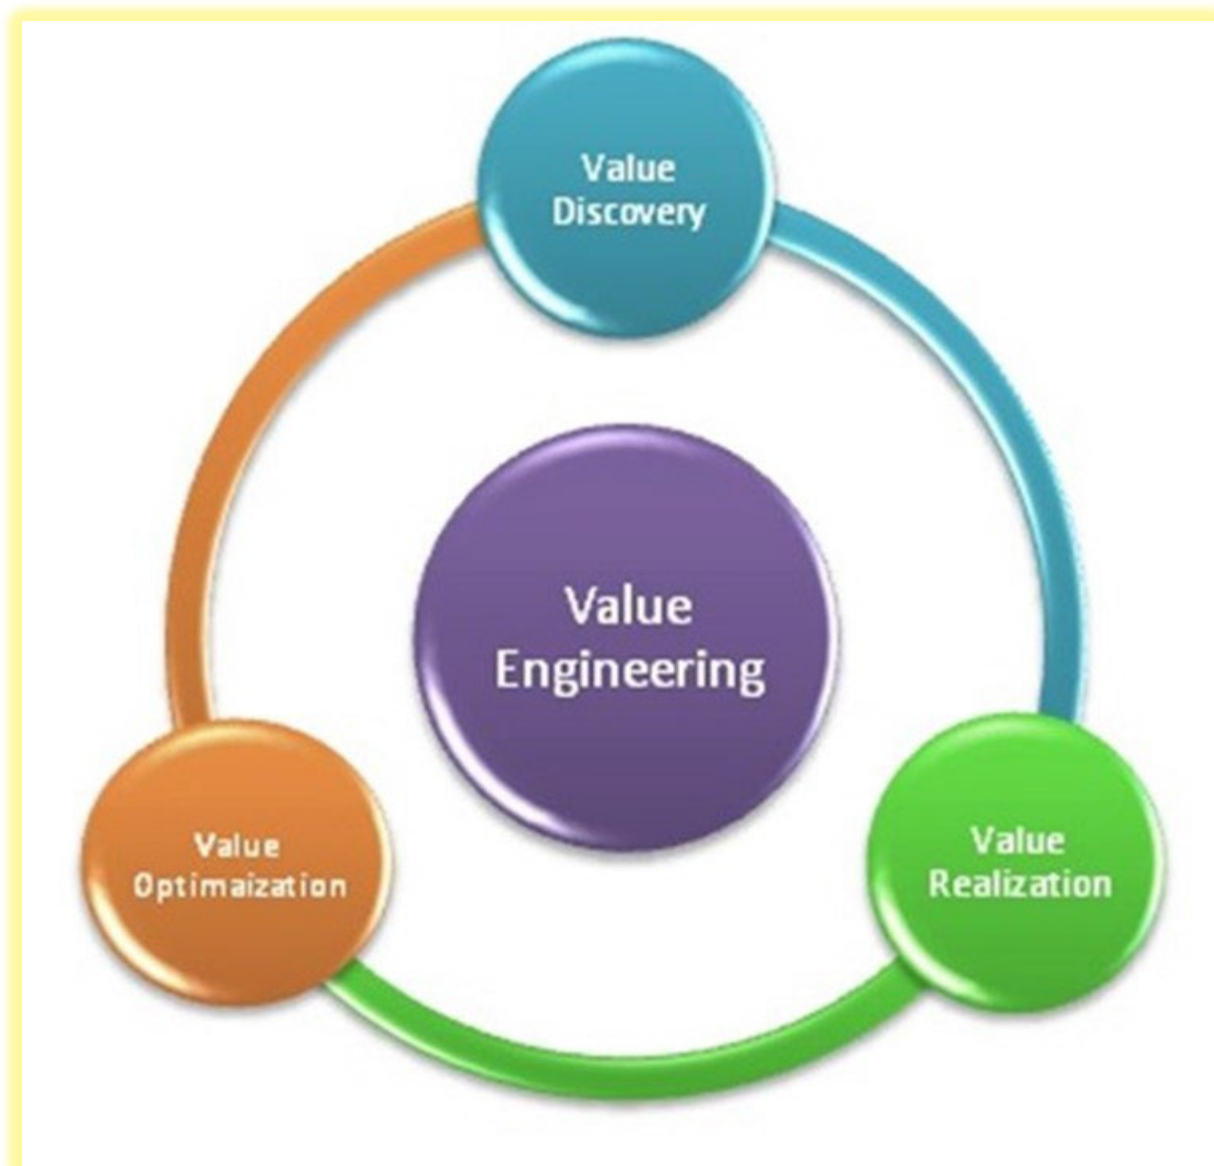 Value
Discovery
Value
Engineering
Value
Optimaization
Value
Realization